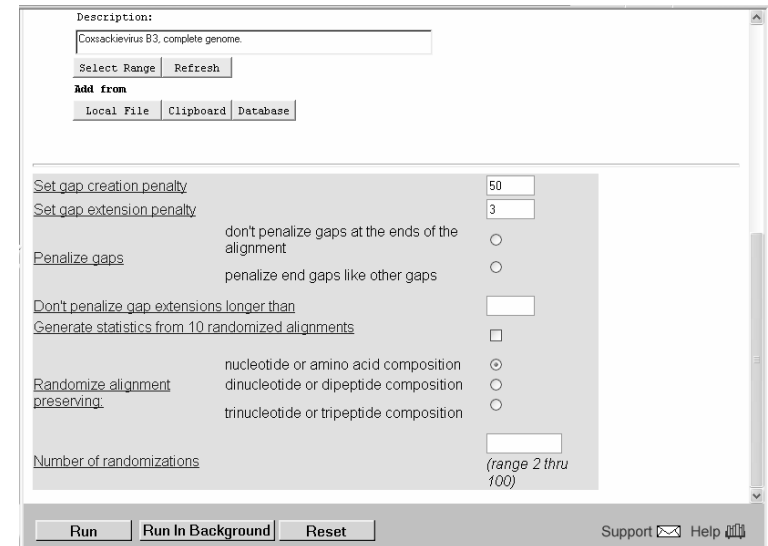 Description:
Coxsackievirus B3, complete genome.
Select Range Refresh
Add from
Local File Clipboard Database
Set gap creation penalty 50
Set gap extension penalty 3
Penalize gaps
don't penalize gaps at the ends of the
alignment
penalize end gaps like other gaps
Don't penalize gap extensions longer than
Generate statistics from 10 randomized alignments
Randomize alignment
preserving:
nucleotide or amino acid composition
dinucleotide or dipeptide composition
trinucleotide or tripeptide composition
Number of randomizations
(range 2 thru
100)
Run Run In Background Reset
Support Help